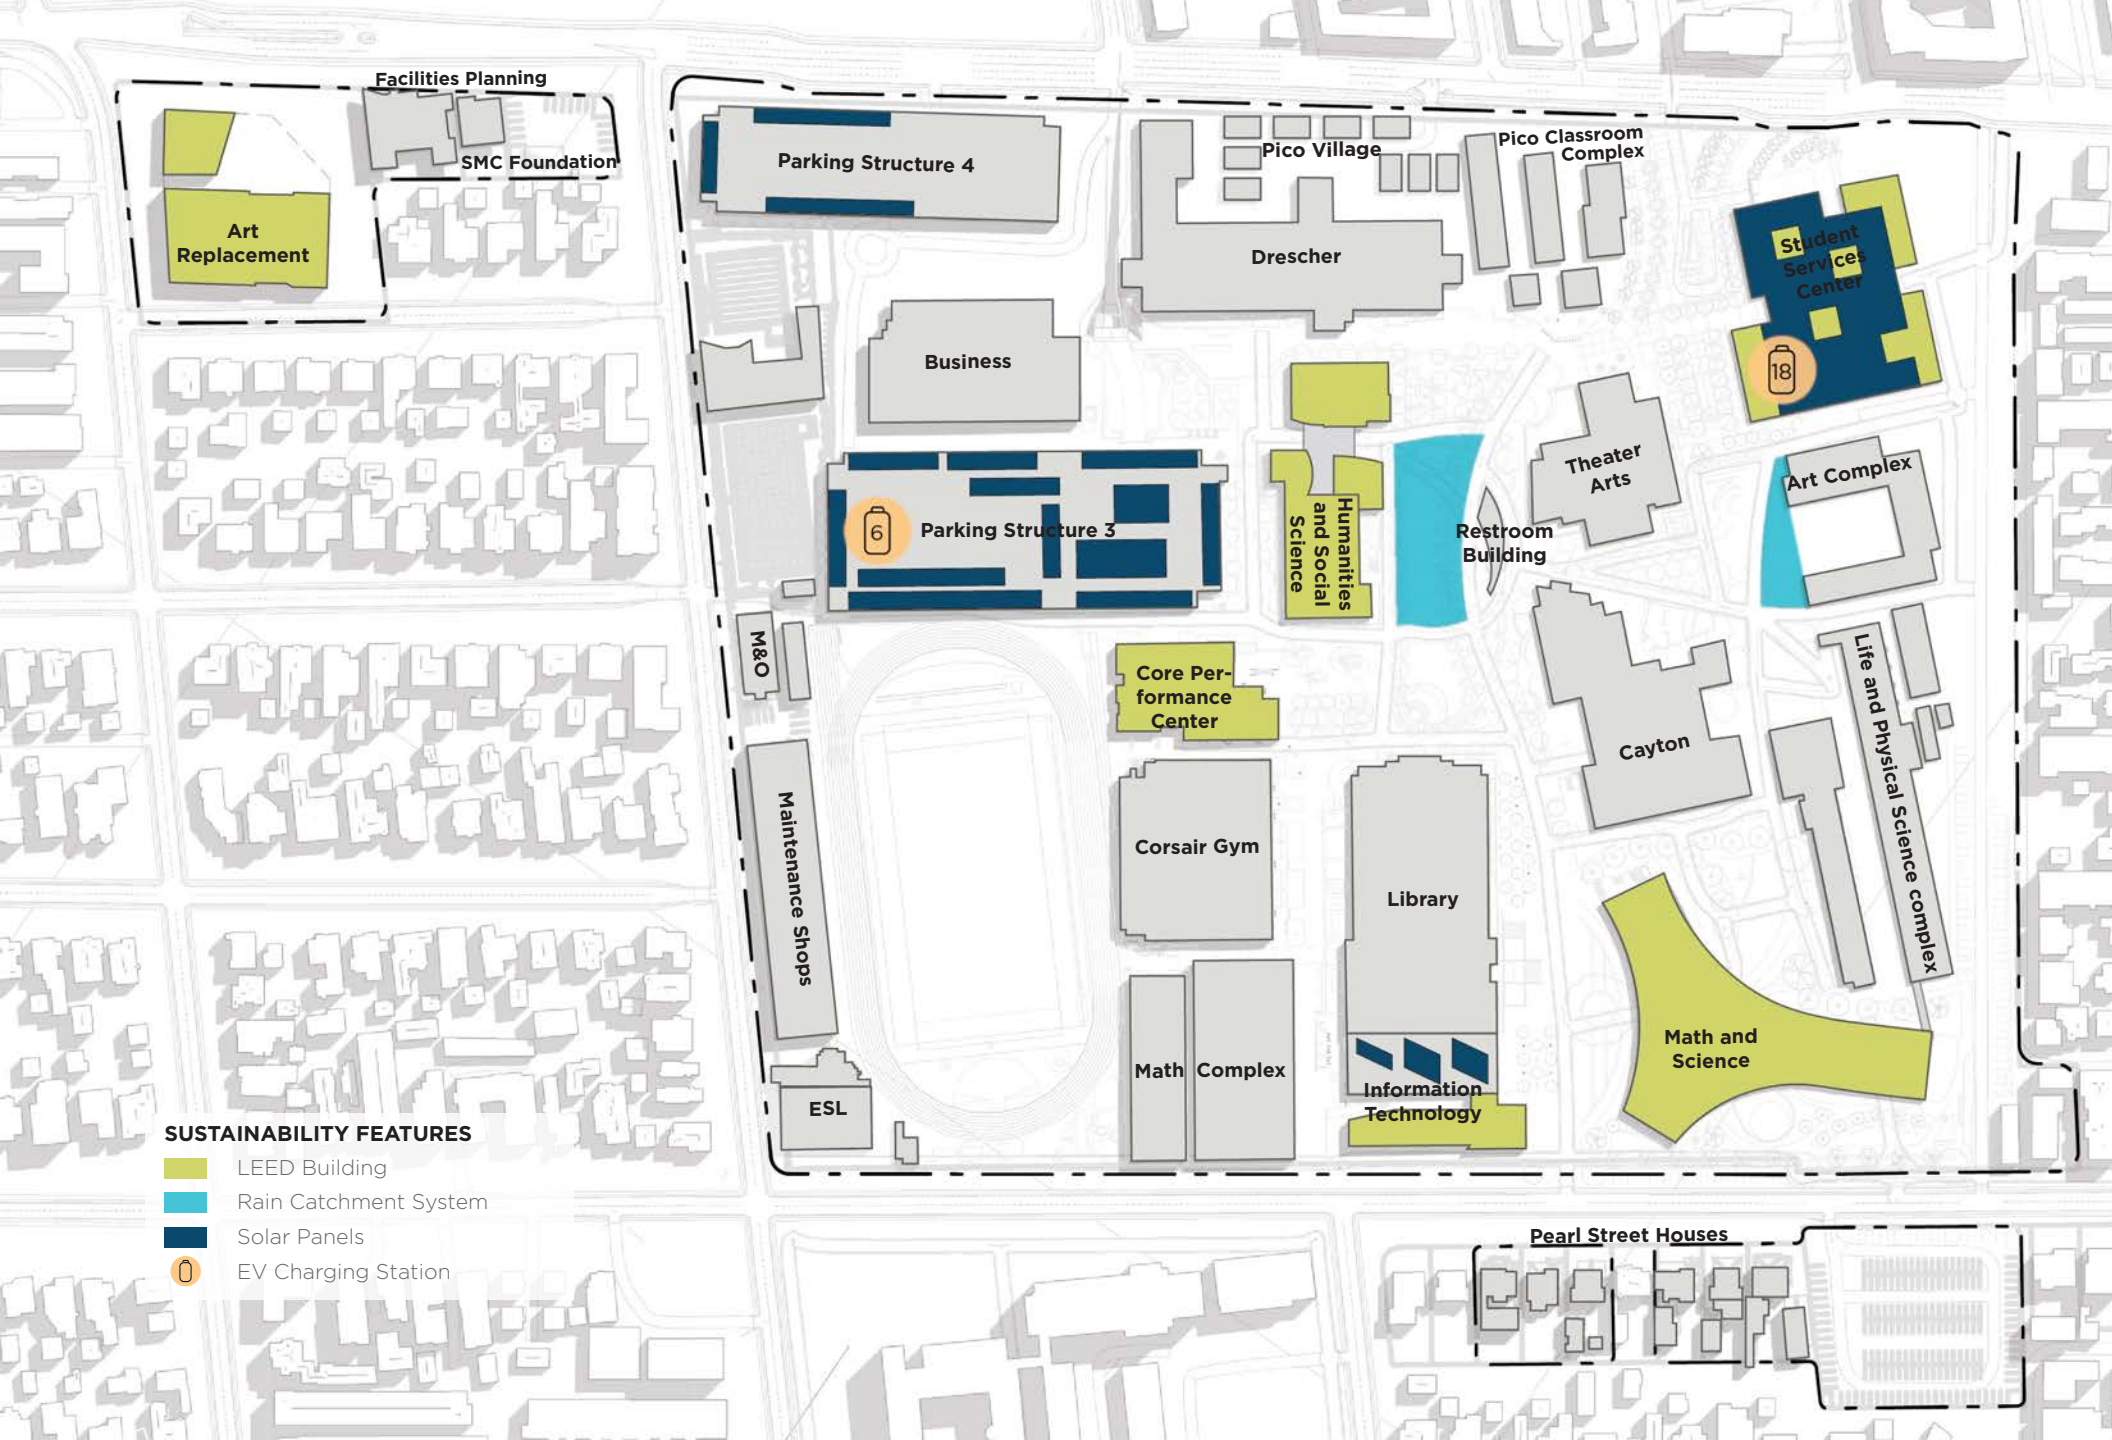 Facilities Planning
SMC Foundation
Art
Replacement
Parking Structure 4
Pico Village
Pico Classroom
Complex
Drescher
Student
Services
Center
18
Business
Theater
Arts
Art Complex
6
Parking Structure 3
Humanities
and Social
Science
Restroom
Building
M&O
Core Per-
formance
Center
Cayton
Life and Physical Science complex
Maintenance Shops
Corsair Gym
Library
Math and
Science
Math Complex
Information
Technology
ESL
SUSTAINABILITY FEATURES
LEED Building
Rain Catchment System
Solar Panels
EV Charging Station
Pearl Street Houses